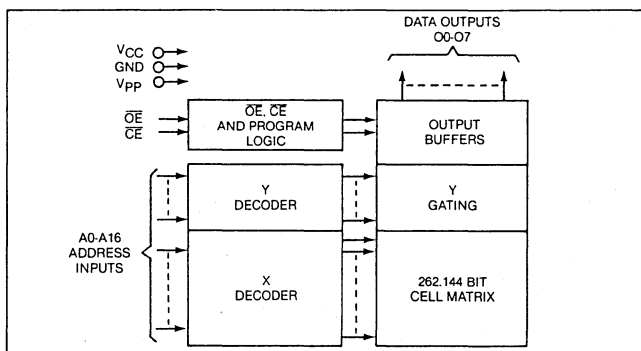 DATA OUTPUTS
O0-O7
VCC
GND
VPP
OE
CE
OE, CE
AND PROGRAM
LOGIC
OUTPUT
BUFFERS
Y
DECODER
Y
GATING
A0-A16
ADDRESS
INPUTS
X
DECODER
262.144 BIT
CELL MATRIX